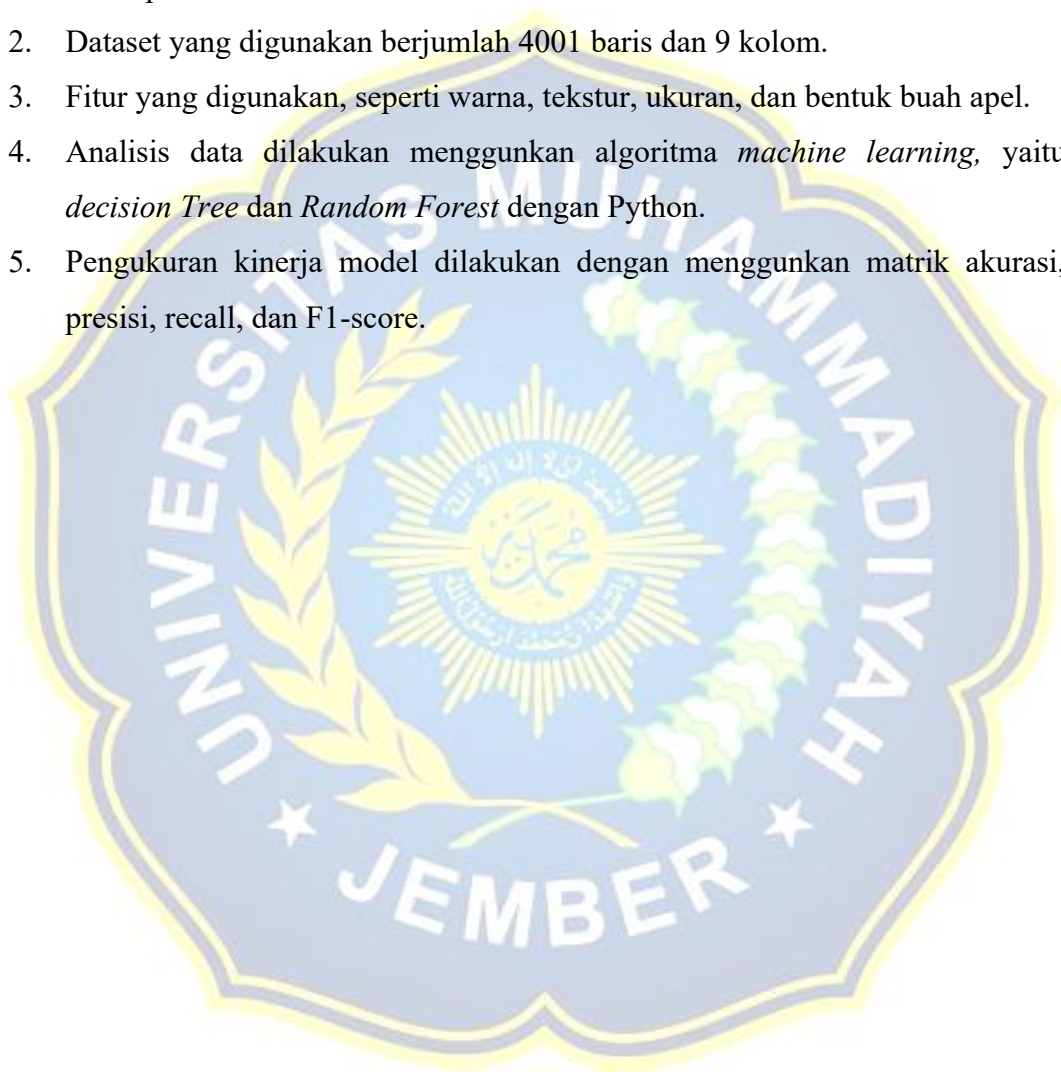 2. Dataset yang digunakan berjumlah 4001 baris dan 9 kolom.
3. Fitur yang digunakan, seperti warna, tekstur, ukuran, dan bentuk buah apel.
4. Analisis data dilakukan menggunkan algoritma machine learning, yaitu
decision Tree dan Random Forest dengan Python.
5. Pengukuran kinerja model dilakukan dengan menggunkan matrik akurasi,
presisi, recall, dan F1-score.
UNIVERSITAS MUHAMMADIYAH
JEMBER